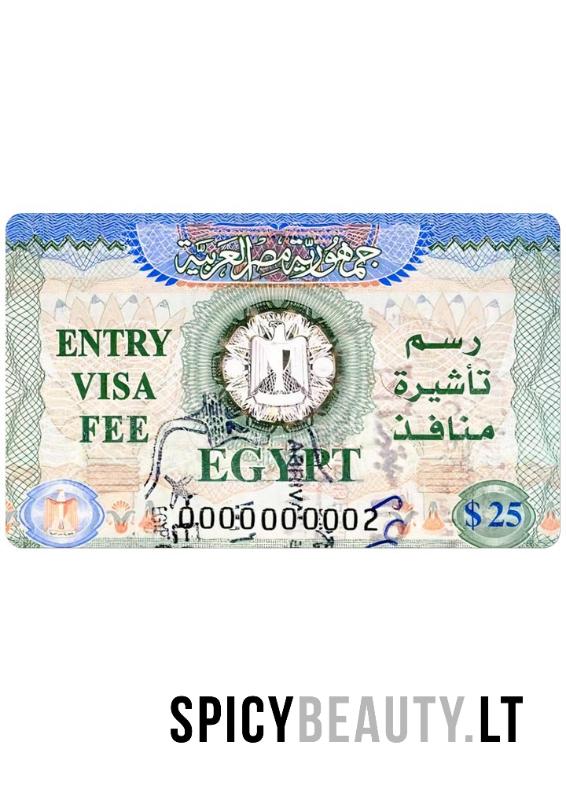 جمهورية مصر العربية
ENTRY
VISA
FEE
رسم
تأشيرة
منافذ
EGYPT
0000000002
$ 25
SPICYBEAUTY.LT